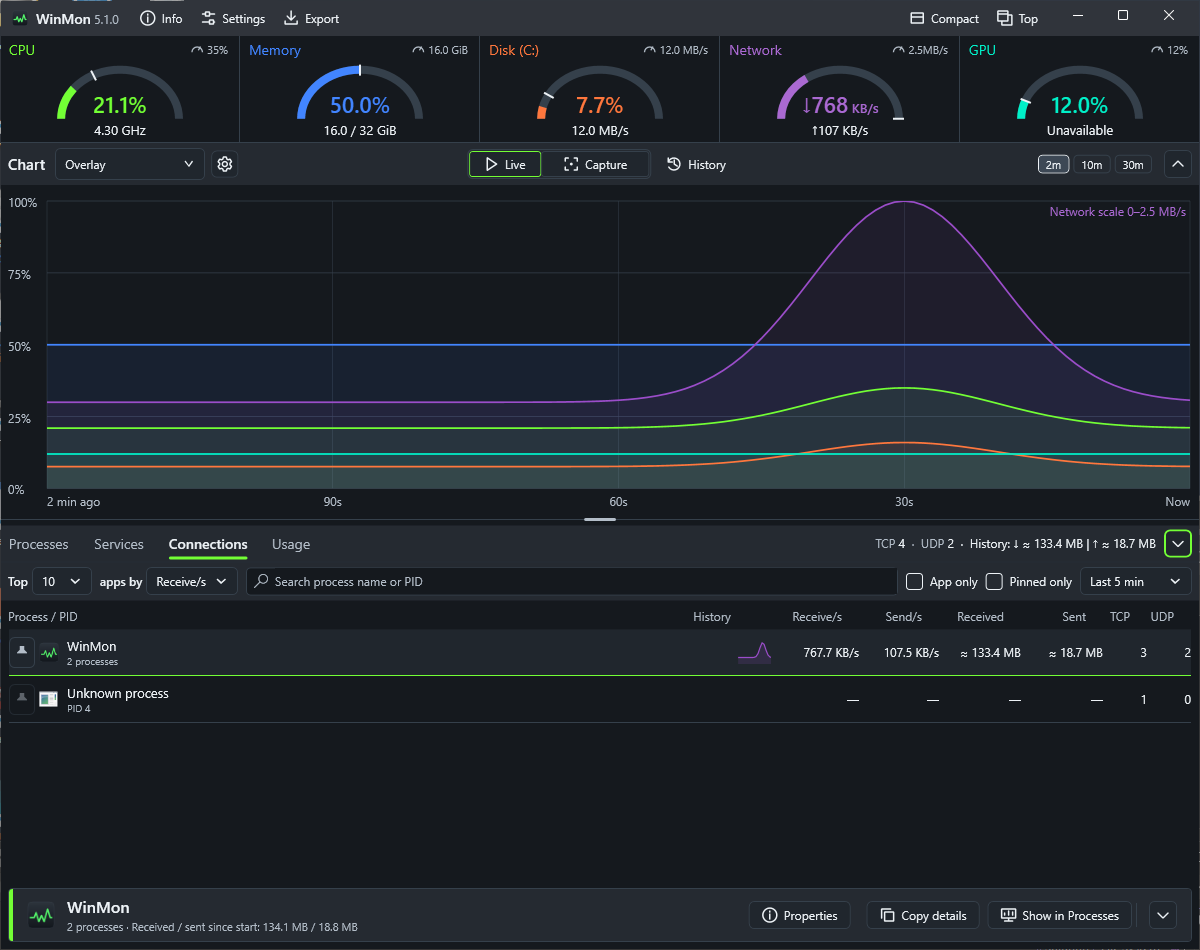 WinMon 5.1.0 Info Settings Export Compact Top
CPU 35% Memory 16.0 GiB Disk (C:) 12.0 MB/s Network 2.5MB/s GPU 12%
21.1% 50.0% 7.7% ↓768 KB/s 12.0%
4.30 GHz 16.0 / 32 GiB 12.0 MB/s ↑107 KB/s Unavailable
Chart Overlay Live Capture History 2m 10m 30m
100%
Network scale 0–2.5 MB/s
75%
50%
25%
0%
2 min ago 90s 60s 30s Now
Processes Services Connections Usage TCP 4 · UDP 2 · History: ↓ ≈ 133.4 MB | ↑ ≈ 18.7 MB
Top 10 apps by Receive/s Search process name or PID App only Pinned only Last 5 min
Process / PID History Receive/s Send/s Received Sent TCP UDP
WinMon
2 processes
767.7 KB/s 107.5 KB/s ≈ 133.4 MB ≈ 18.7 MB 3 2
Unknown process
PID 4
— — — — 1 0
WinMon
2 processes · Received / sent since start: 134.1 MB / 18.8 MB
Properties Copy details Show in Processes